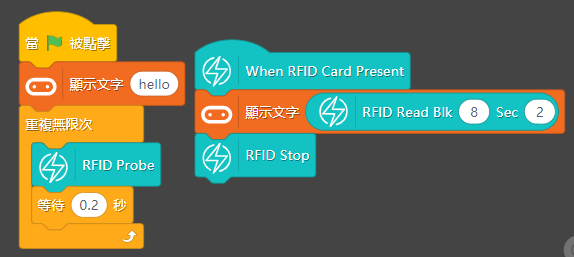 當 被點擊
顯示文字 hello
重複無限次
RFID Probe
等待 0.2 秒
When RFID Card Present
顯示文字 RFID Read Blk 8 Sec 2
RFID Stop